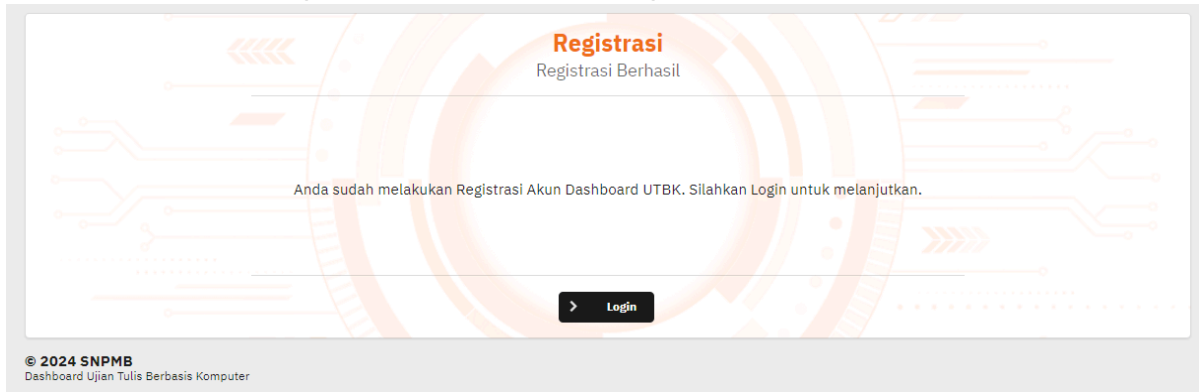 Registrasi
Registrasi Berhasil
Anda sudah melakukan Registrasi Akun Dashboard UTBK. Silahkan Login untuk melanjutkan.
Login
© 2024 SNPMB
Dashboard Ujian Tulis Berbasis Komputer